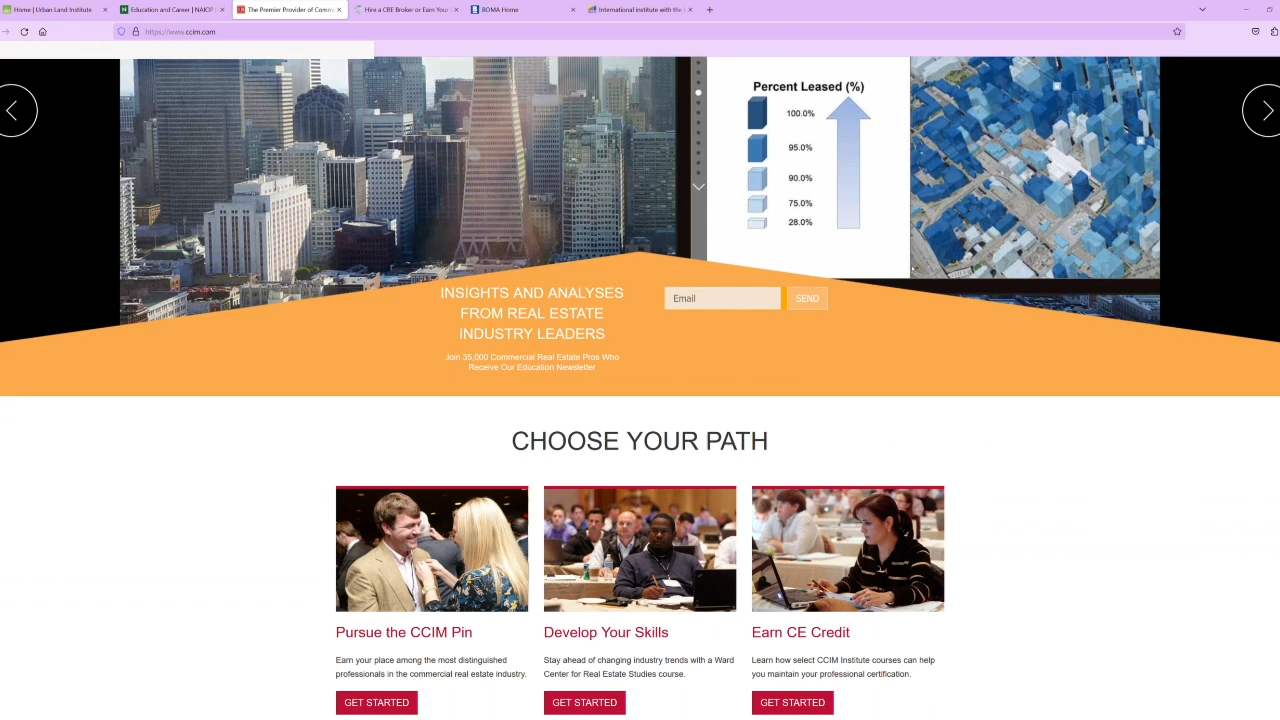 Home | Urban Land Institute
Education and Career | NAIOP
The Premier Provider of Comm
Hire a CRE Broker or Earn Your
BOMA Home
International institute with the
https://www.ccim.com
Percent Leased (%)
100.0%
95.0%
90.0%
75.0%
28.0%
INSIGHTS AND ANALYSES
FROM REAL ESTATE
INDUSTRY LEADERS
Email
SEND
Join 35,000 Commercial Real Estate Pros Who
Receive Our Education Newsletter
CHOOSE YOUR PATH
Pursue the CCIM Pin
Earn your place among the most distinguished
professionals in the commercial real estate industry.
GET STARTED
Develop Your Skills
Stay ahead of changing industry trends with a Ward
Center for Real Estate Studies course.
GET STARTED
Earn CE Credit
Learn how select CCIM Institute courses can help
you maintain your professional certification.
GET STARTED